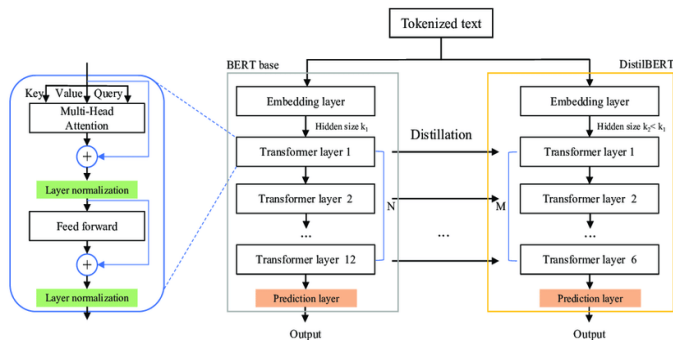 Tokenized text
BERT base
DistilBERT
Key Value Query
Multi-Head
Attention
+
Layer normalization
Feed forward
+
Layer normalization
Embedding layer
Hidden size k₁
Transformer layer 1
Transformer layer 2
...
Transformer layer 12
Prediction layer
Output
N
Distillation
...
M
Embedding layer
Hidden size k₂< k₁
Transformer layer 1
Transformer layer 2
...
Transformer layer 6
Prediction layer
Output